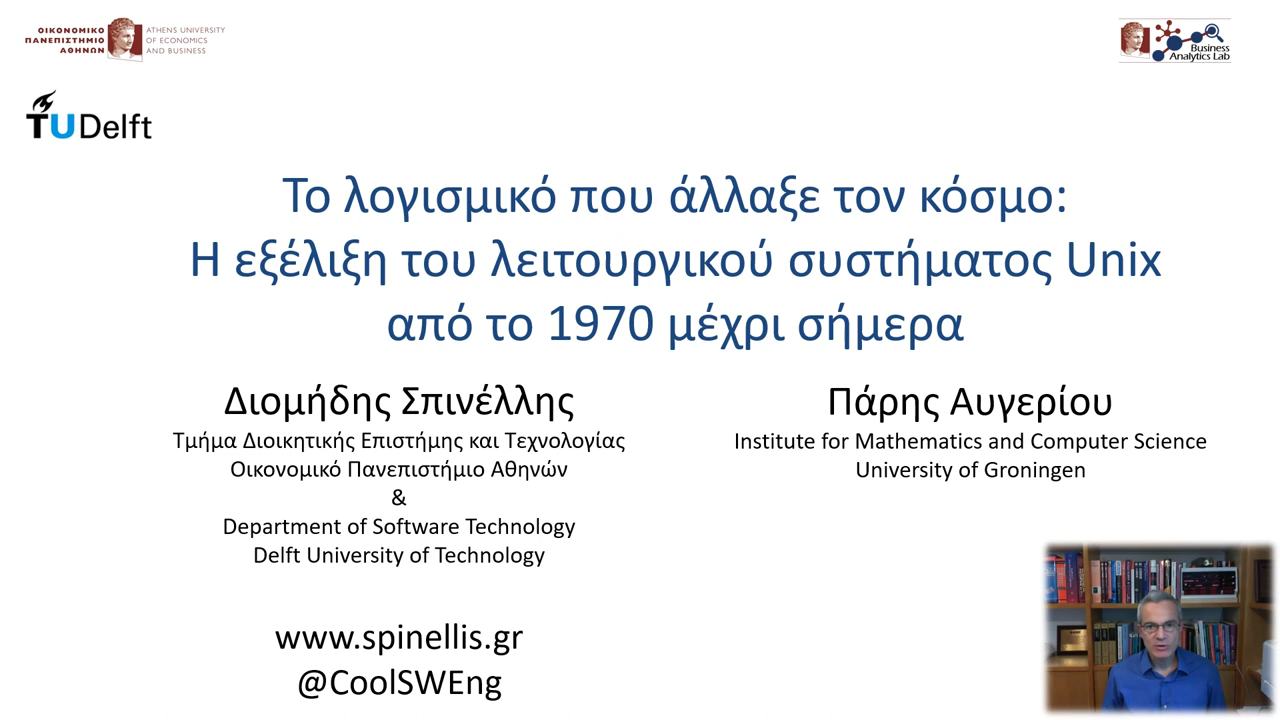 ΟΙΚΟΝΟΜΙΚΟ
ΠΑΝΕΠΙΣΤΗΜΙΟ
ΑΘΗΝΩΝ
ATHENS UNIVERSITY
OF ECONOMICS
AND BUSINESS
Business
Analytics Lab
TUDelft
Το λογισμικό που άλλαξε τον κόσμο:
Η εξέλιξη του λειτουργικού συστήματος Unix
από το 1970 μέχρι σήμερα
Διομήδης Σπινέλλης
Τμήμα Διοικητικής Επιστήμης και Τεχνολογίας
Οικονομικό Πανεπιστήμιο Αθηνών
&
Department of Software Technology
Delft University of Technology
www.spinellis.gr
@CoolSWEng
Πάρης Αυγερίου
Institute for Mathematics and Computer Science
University of Groningen